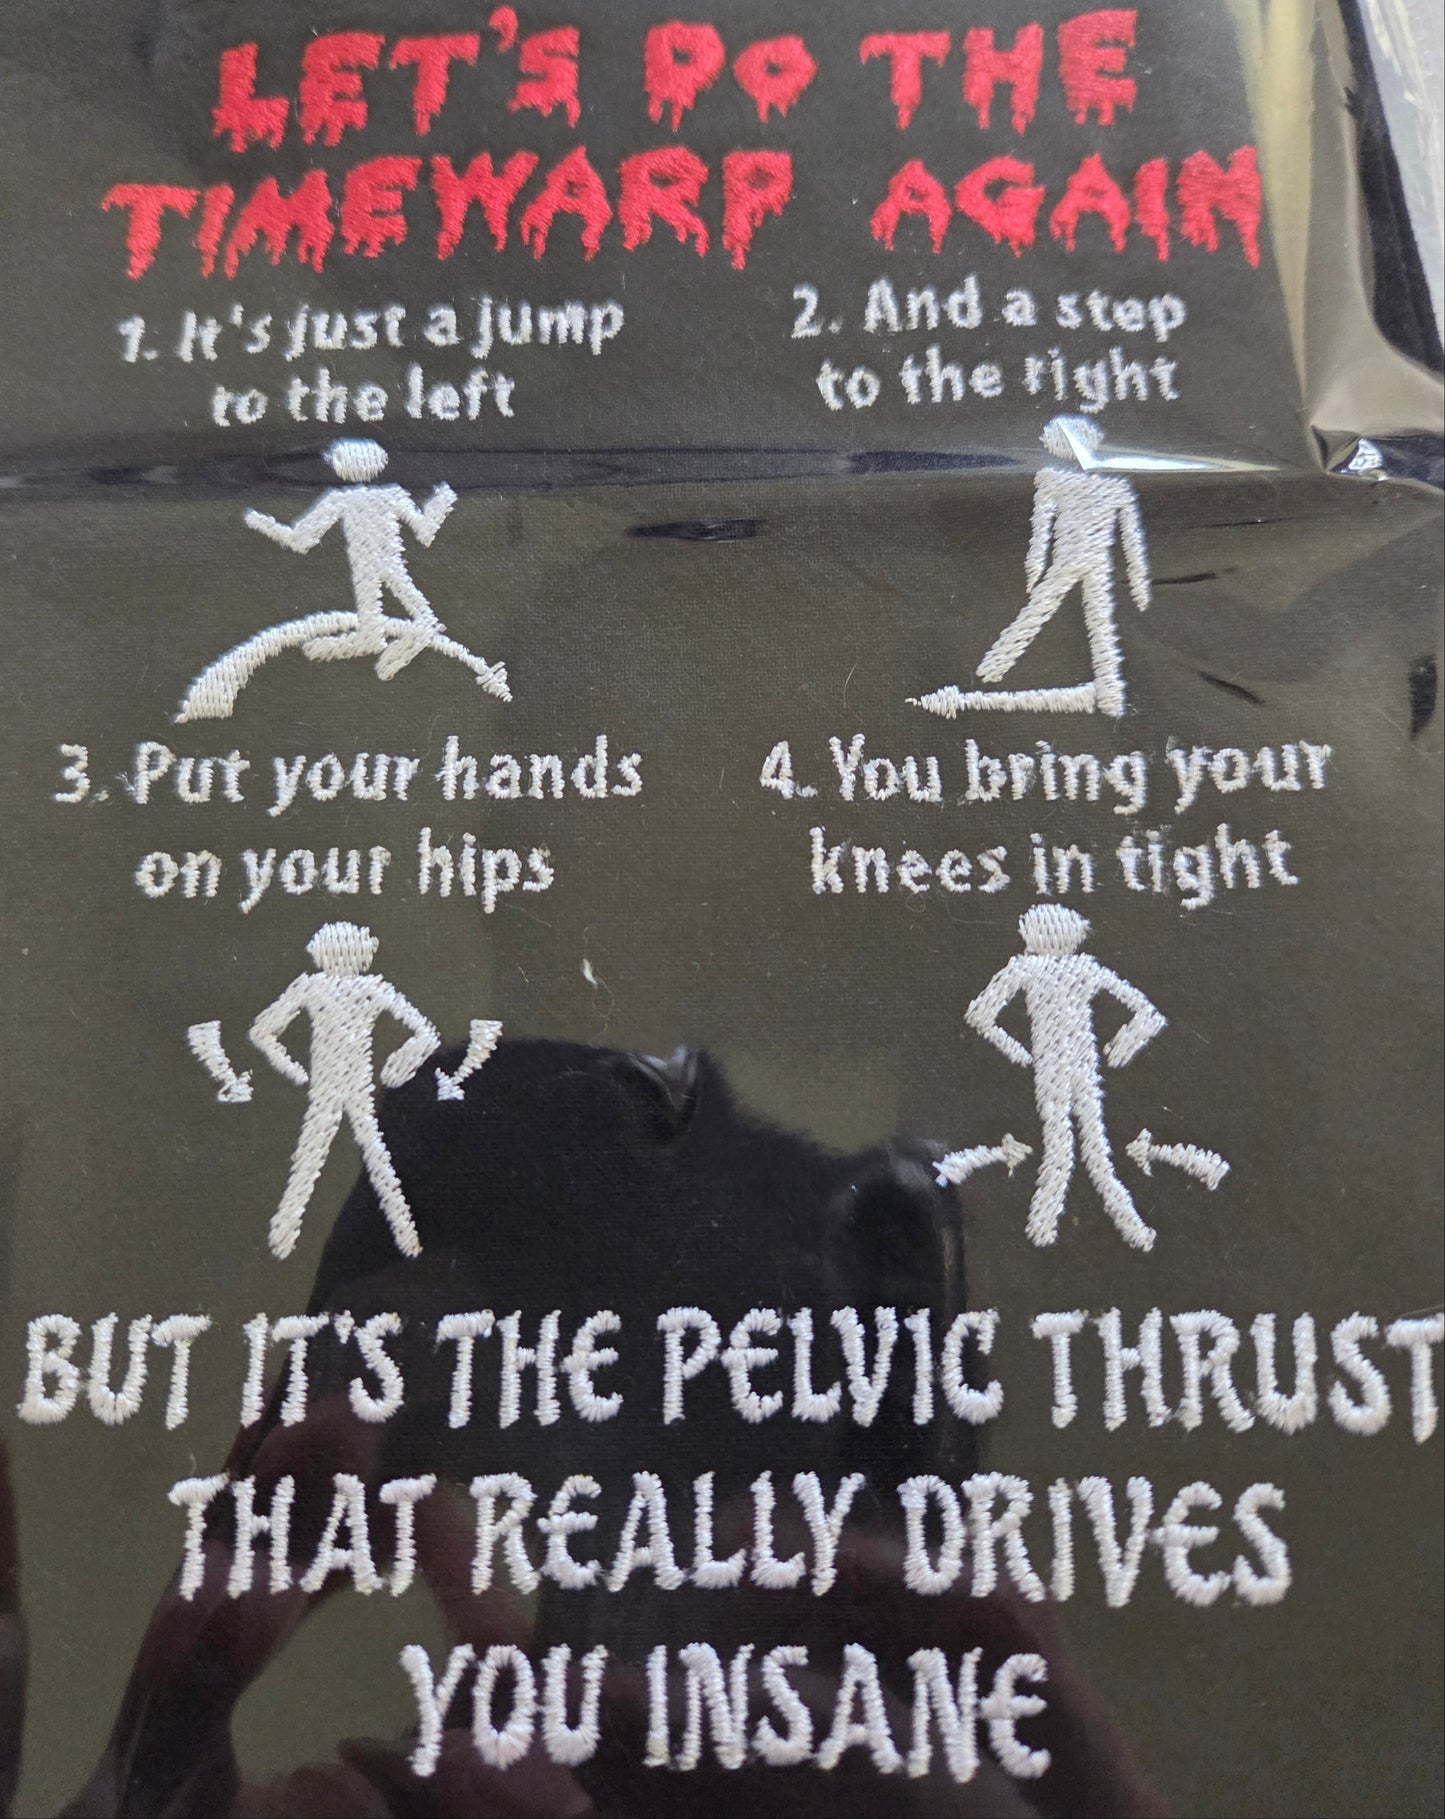 LET'S DO THE
TIMEWARP AGAIN
1. It's just a jump
to the left
2. And a step
to the right
3. Put your hands
on your hips
4. You bring your
knees in tight
BUT IT'S THE PELVIC THRUST
THAT REALLY DRIVES
YOU INSANE